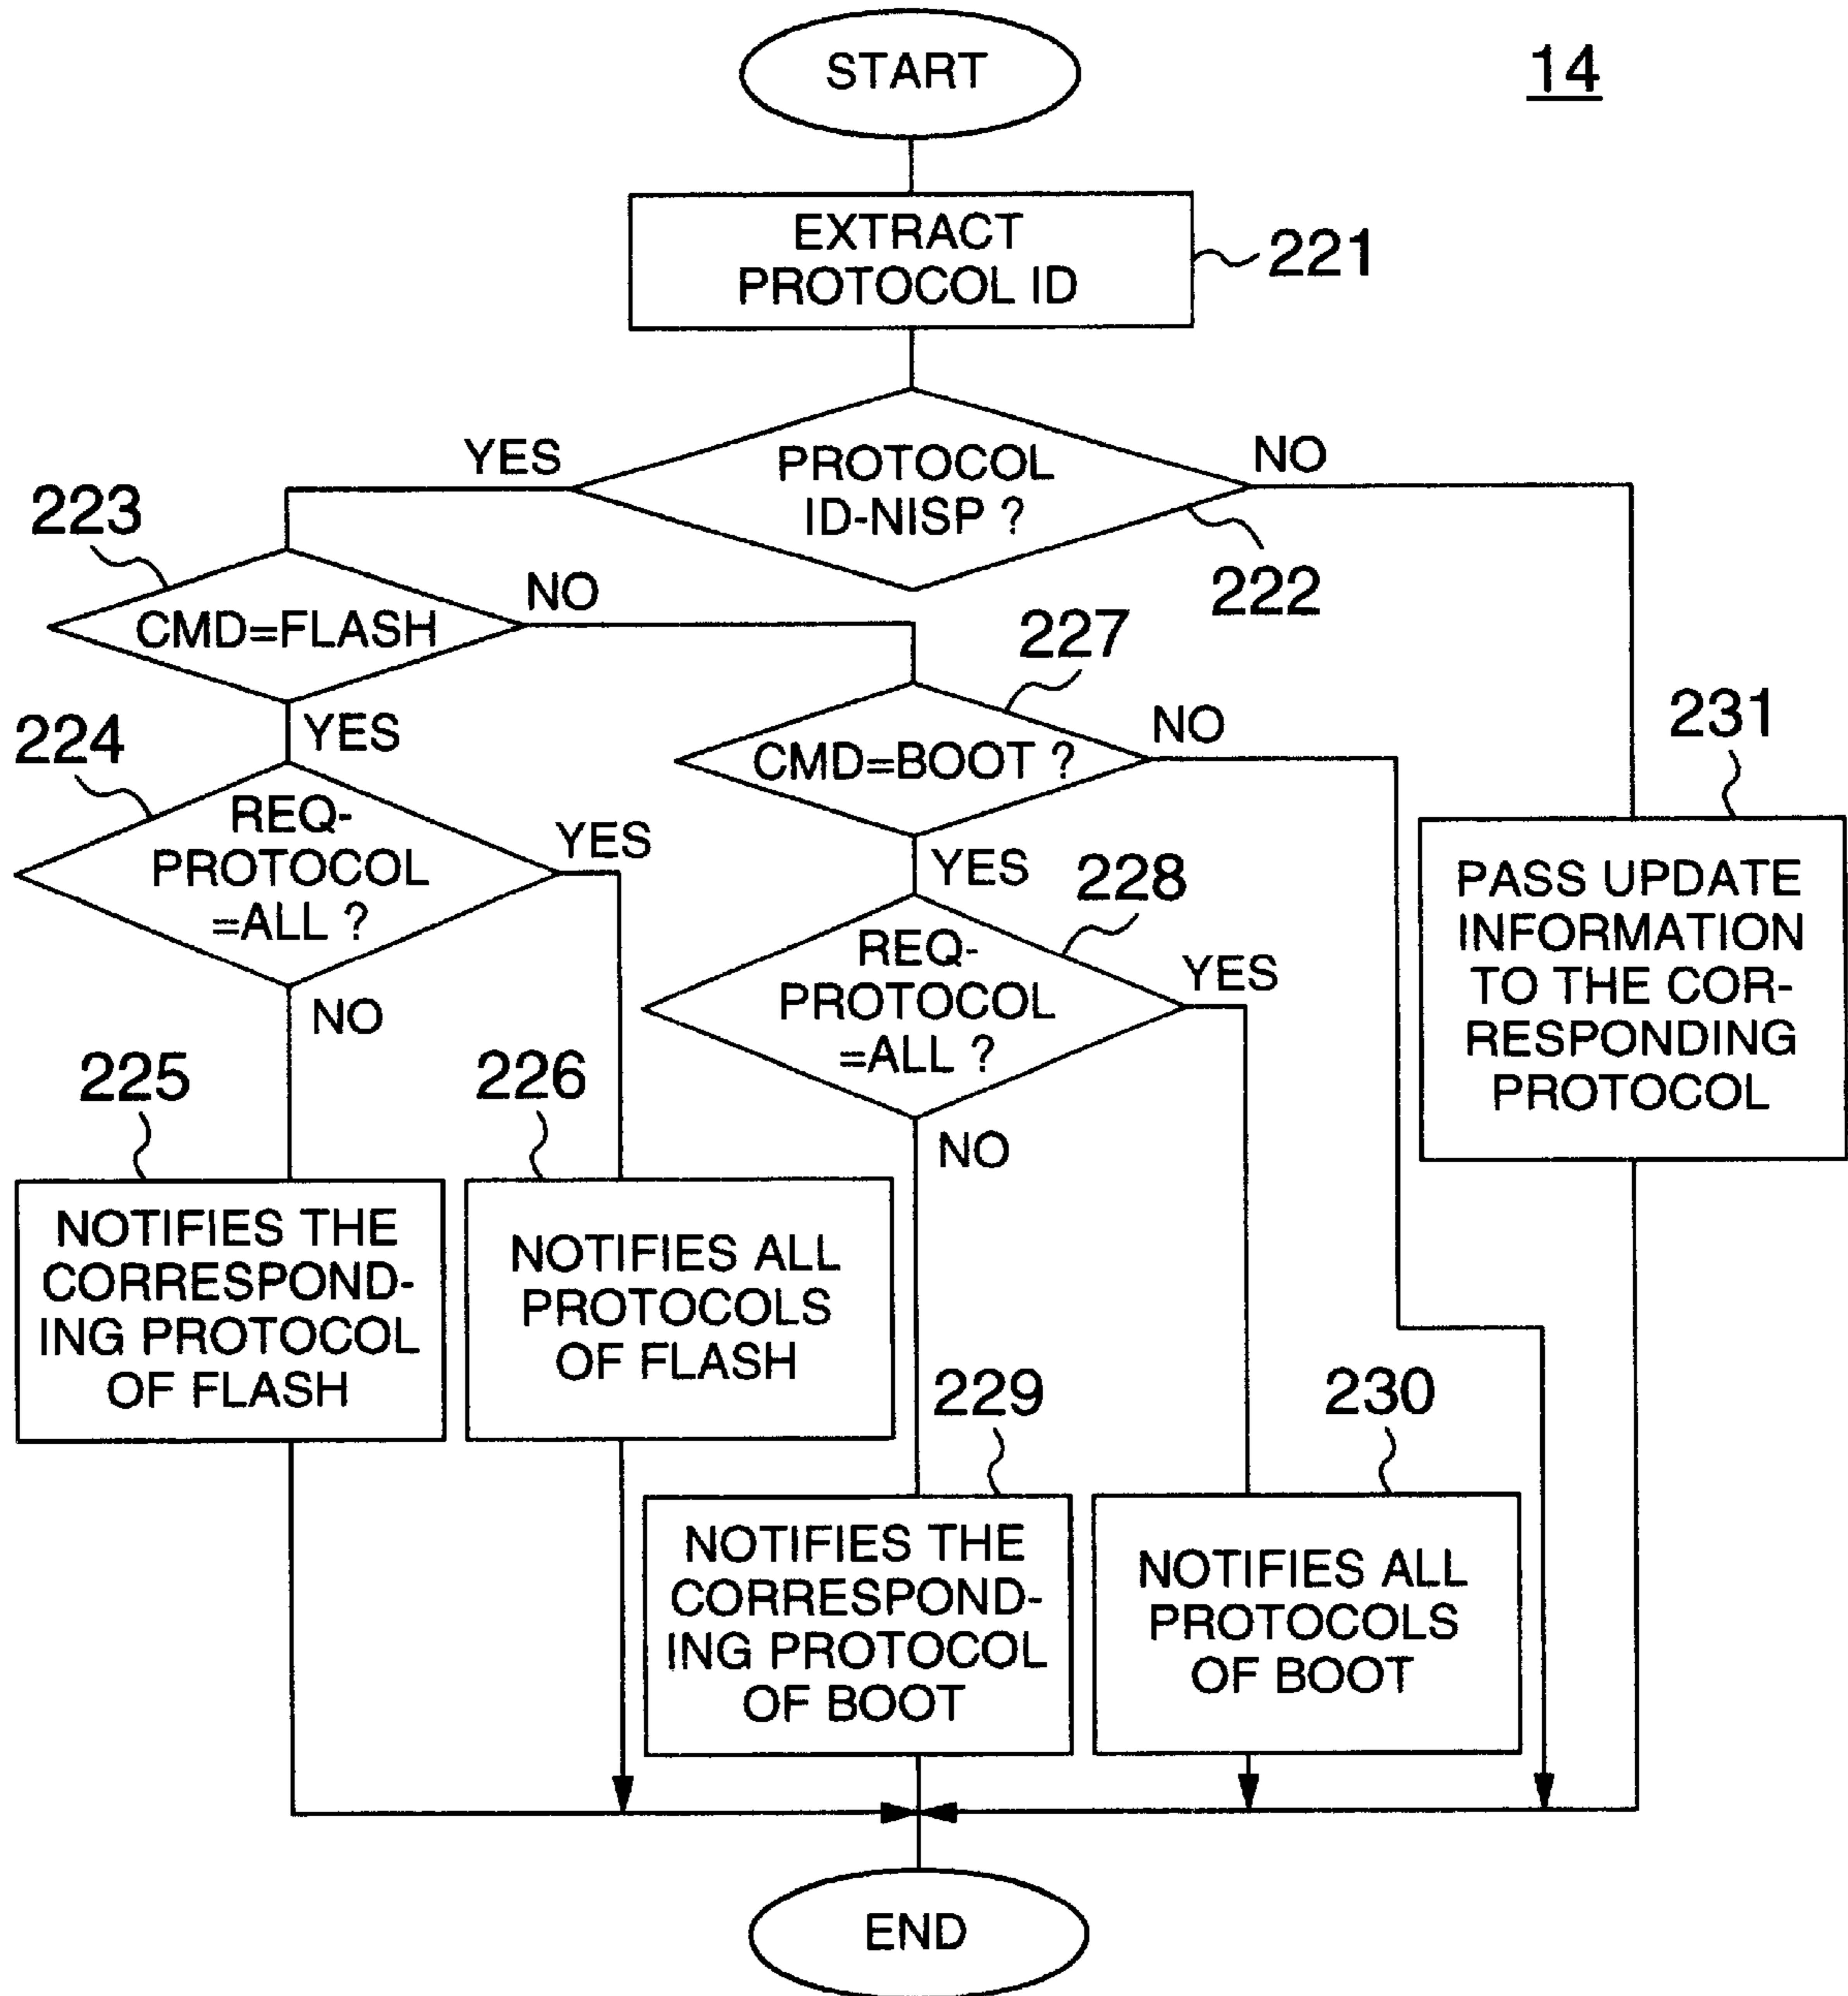 START
14
EXTRACT
PROTOCOL ID
221
YES
PROTOCOL
ID-NISP ?
NO
222
223
CMD=FLASH
NO
YES
227
CMD=BOOT ?
NO
YES
224
REQ-
PROTOCOL
=ALL ?
YES
NO
228
REQ-
PROTOCOL
=ALL ?
YES
NO
231
PASS UPDATE
INFORMATION
TO THE COR-
RESPONDING
PROTOCOL
225
NOTIFIES THE
CORRESPOND-
ING PROTOCOL
OF FLASH
226
NOTIFIES ALL
PROTOCOLS
OF FLASH
229
NOTIFIES THE
CORRESPOND-
ING PROTOCOL
OF BOOT
230
NOTIFIES ALL
PROTOCOLS
OF BOOT
END